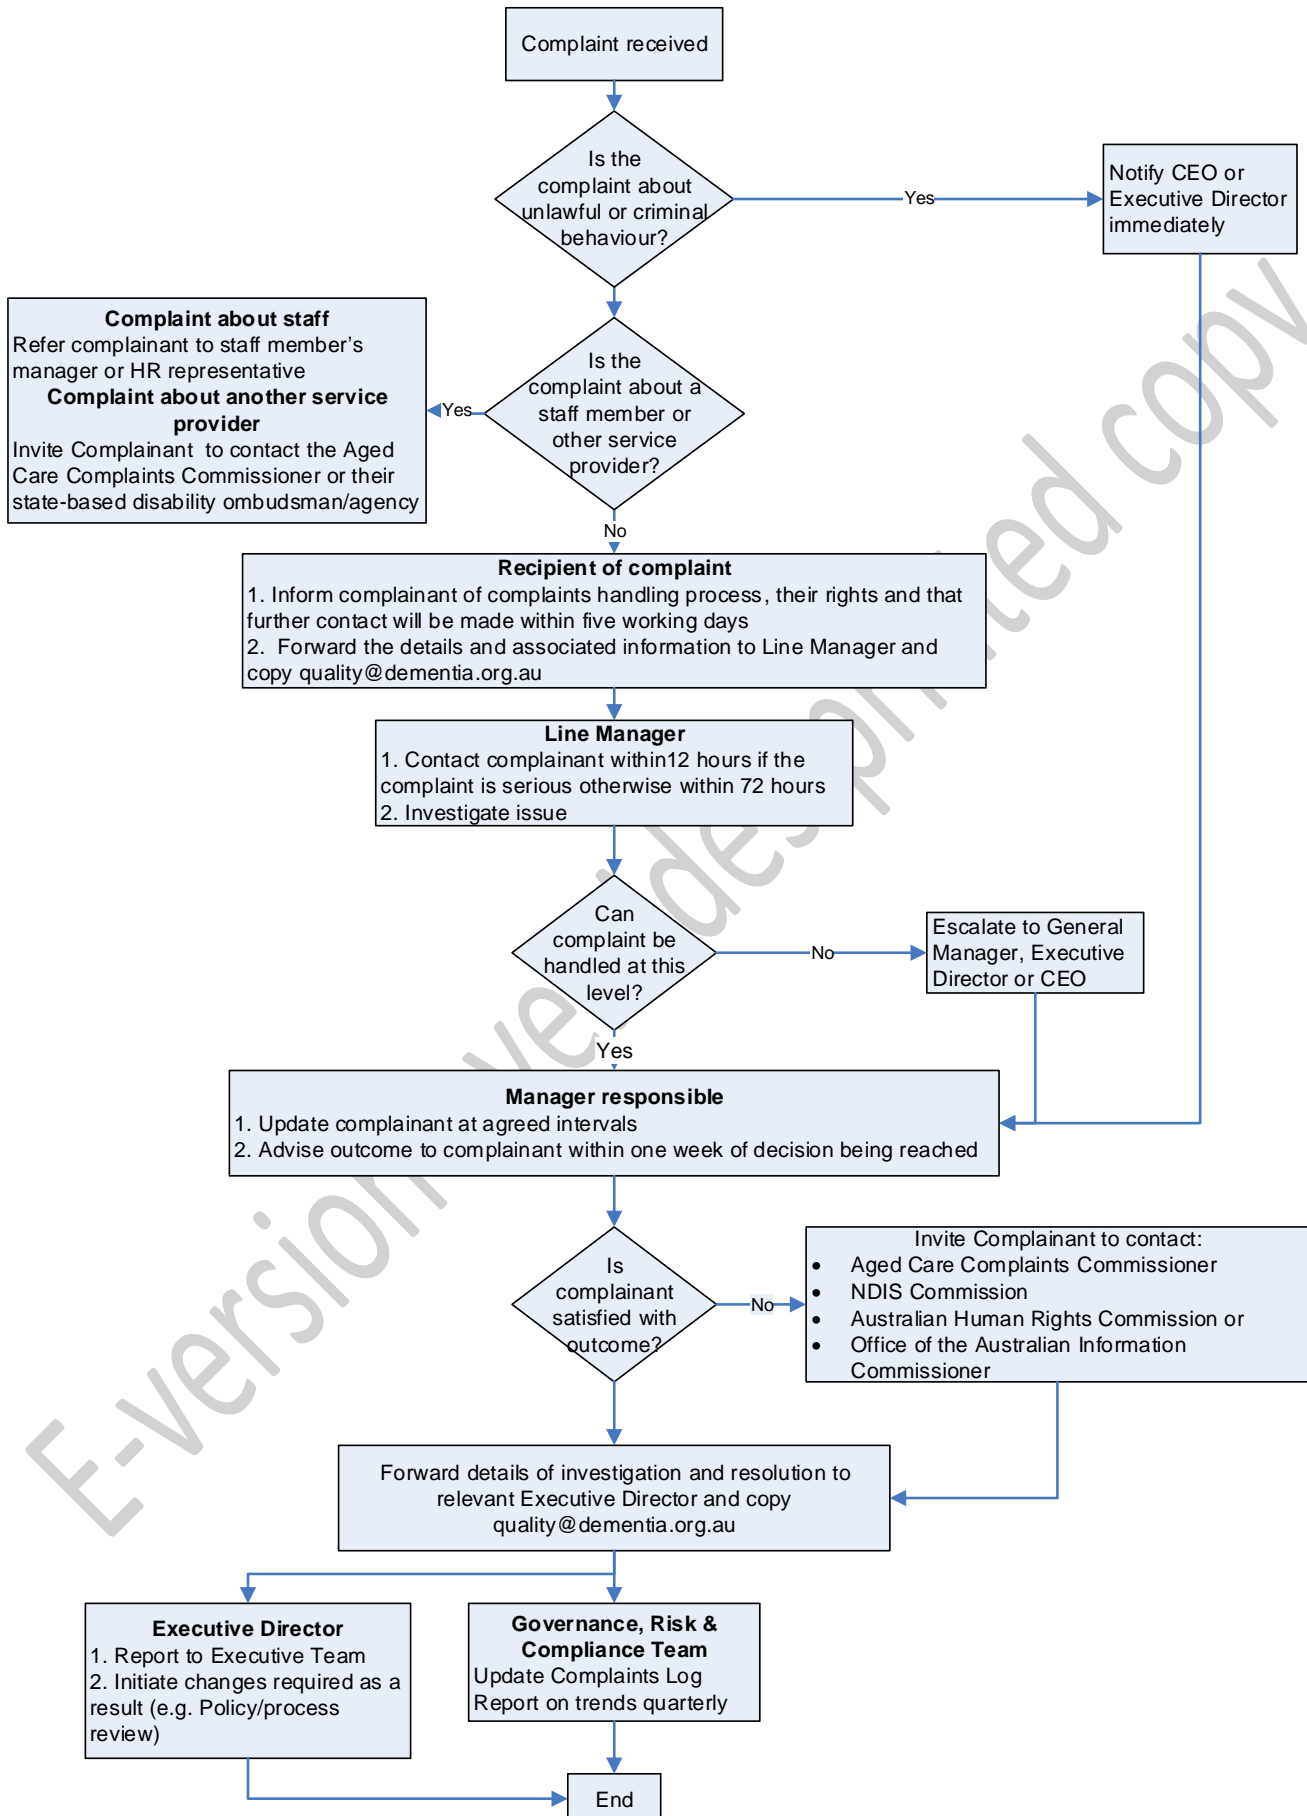 Complaint received
Is the
complaint about
unlawful or criminal
behaviour?
Yes
Notify CEO or
Executive Director
immediately
Complaint about staff
Refer complainant to staff member's
manager or HR representative
Complaint about another service
provider
Invite Complainant  to contact the Aged
Care Complaints Commissioner or their
state-based disability ombudsman/agency
Yes
Is the
complaint about a
staff member or
other service
provider?
No
Recipient of complaint
1. Inform complainant of complaints handling process, their rights and that
further contact will be made within five working days
2.  Forward the details and associated information to Line Manager and
copy quality@dementia.org.au
Line Manager
1. Contact complainant within12 hours if the
complaint is serious otherwise within 72 hours
2. Investigate issue
Can
complaint be
handled at this
level?
No
Escalate to General
Manager, Executive
Director or CEO
Yes
Manager responsible
1. Update complainant at agreed intervals
2. Advise outcome to complainant within one week of decision being reached
Is
complainant
satisfied with
outcome?
No
Invite Complainant to contact:
• Aged Care Complaints Commissioner
• NDIS Commission
• Australian Human Rights Commission or
• Office of the Australian Information
Commissioner
Forward details of investigation and resolution to
relevant Executive Director and copy
quality@dementia.org.au
Executive Director
1. Report to Executive Team
2. Initiate changes required as a
result (e.g. Policy/process
review)
Governance, Risk &
Compliance Team
Update Complaints Log
Report on trends quarterly
End
E-version copy